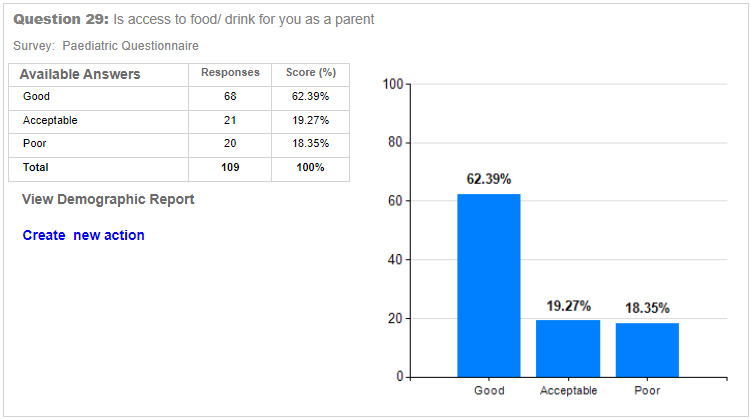 Question 29: Is access to food/ drink for you as a parent
Survey: Paediatric Questionnaire
Available Answers Responses Score (%)
Good 68 62.39%
Acceptable 21 19.27%
Poor 20 18.35%
Total 109 100%
View Demographic Report
Create new action
100
80
60
40
20
0
62.39%
19.27%
18.35%
Good Acceptable Poor